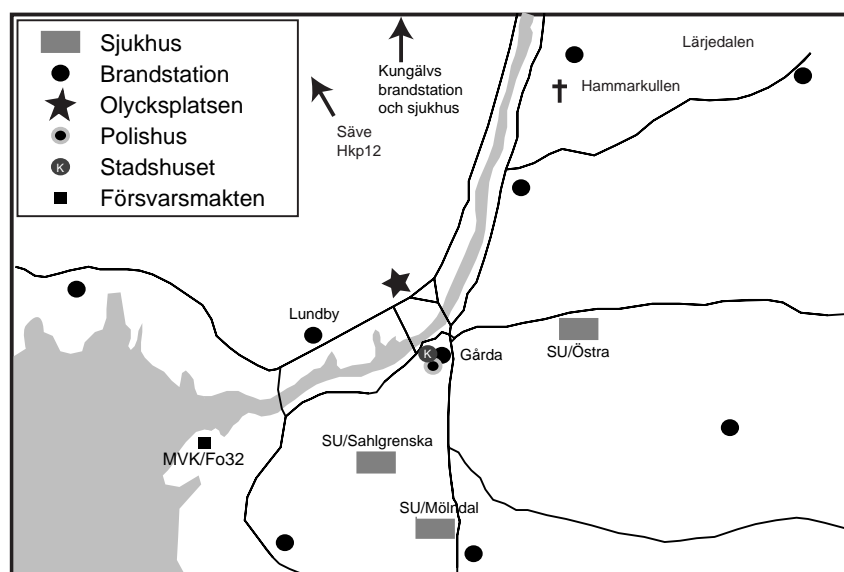 Sjukhus
Brandstation
Olycksplatsen
Polishus
K Stadshuset
Försvarsmakten
Kungälvs
brandstation
och sjukhus
Säve
Hkp12
Lärjedalen
Hammarkullen
Lundby
K
Gårda
SU/Östra
SU/Sahlgrenska
MVK/Fo32
SU/Mölndal